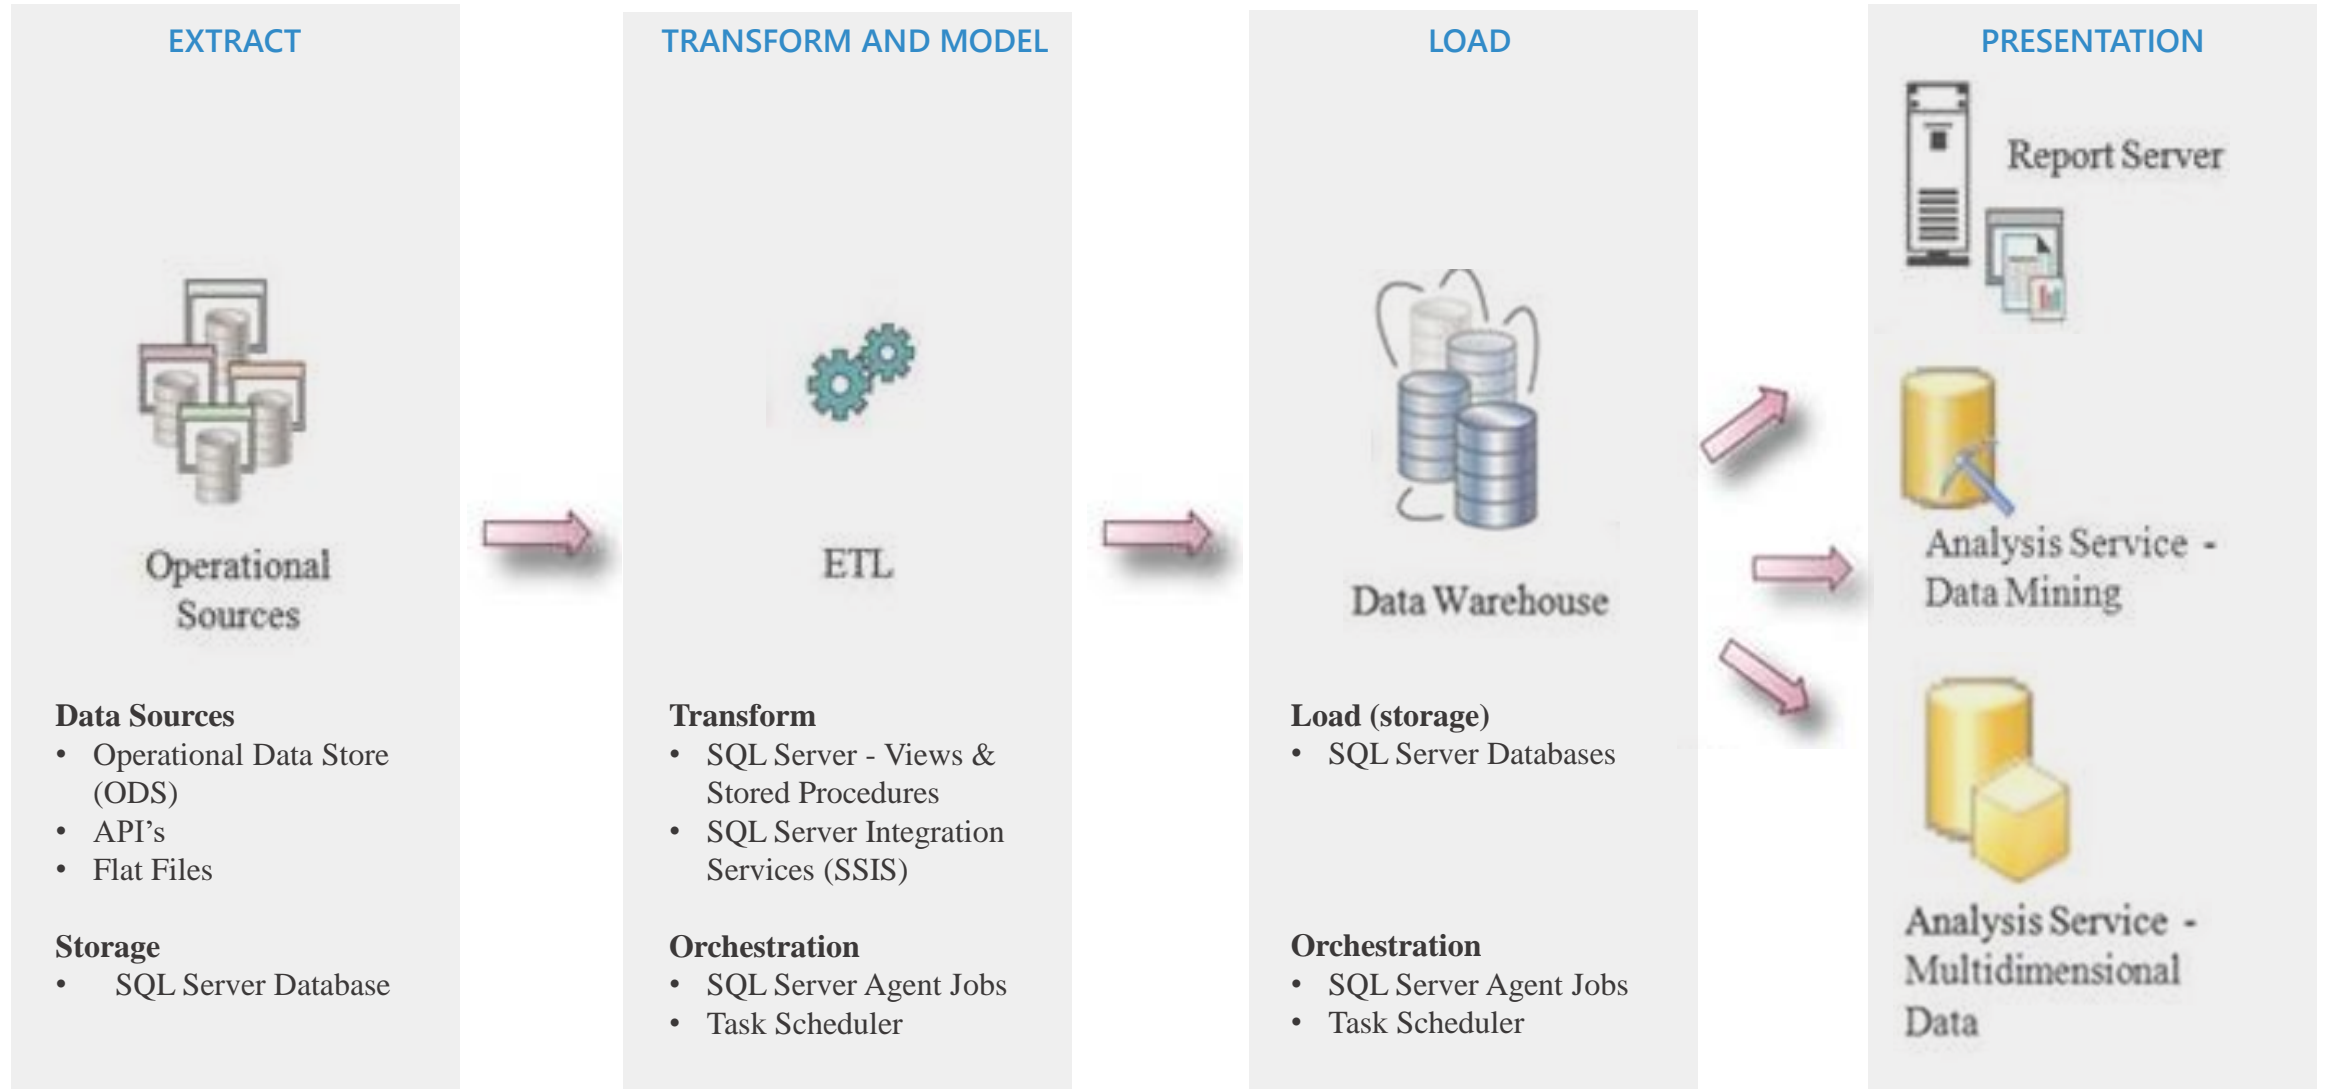 EXTRACT
Operational
Sources
Data Sources
• Operational Data Store
(ODS)
• API's
• Flat Files
Storage
• SQL Server Database
TRANSFORM AND MODEL
ETL
Transform
• SQL Server - Views &
Stored Procedures
• SQL Server Integration
Services (SSIS)
Orchestration
• SQL Server Agent Jobs
• Task Scheduler
LOAD
Data Warehouse
Load (storage)
• SQL Server Databases
Orchestration
• SQL Server Agent Jobs
• Task Scheduler
PRESENTATION
Report Server
Analysis Service -
Data Mining
Analysis Service -
Multidimensional
Data